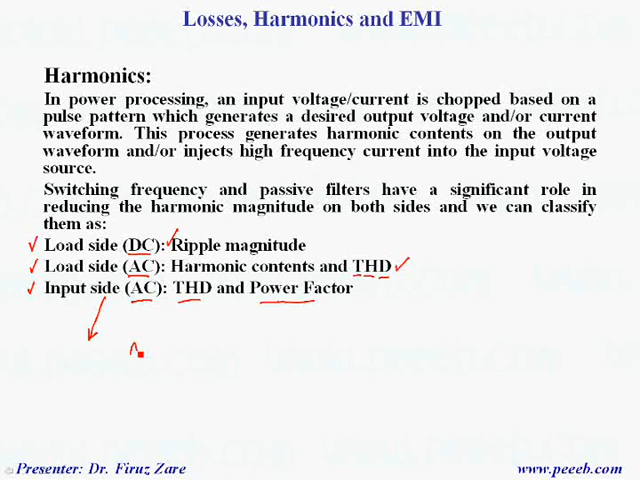 Losses, Harmonics and EMI
Harmonics:
In power processing, an input voltage/current is chopped based on a
pulse pattern which generates a desired output voltage and/or current
waveform. This process generates harmonic contents on the output
waveform and/or injects high frequency current into the input voltage
source.
Switching frequency and passive filters have a significant role in
reducing the harmonic magnitude on both sides and we can classify
them as:
Load side (DC): Ripple magnitude
Load side (AC): Harmonic contents and THD
Input side (AC): THD and Power Factor
Presenter: Dr. Firuz Zare
www.peeeb.com